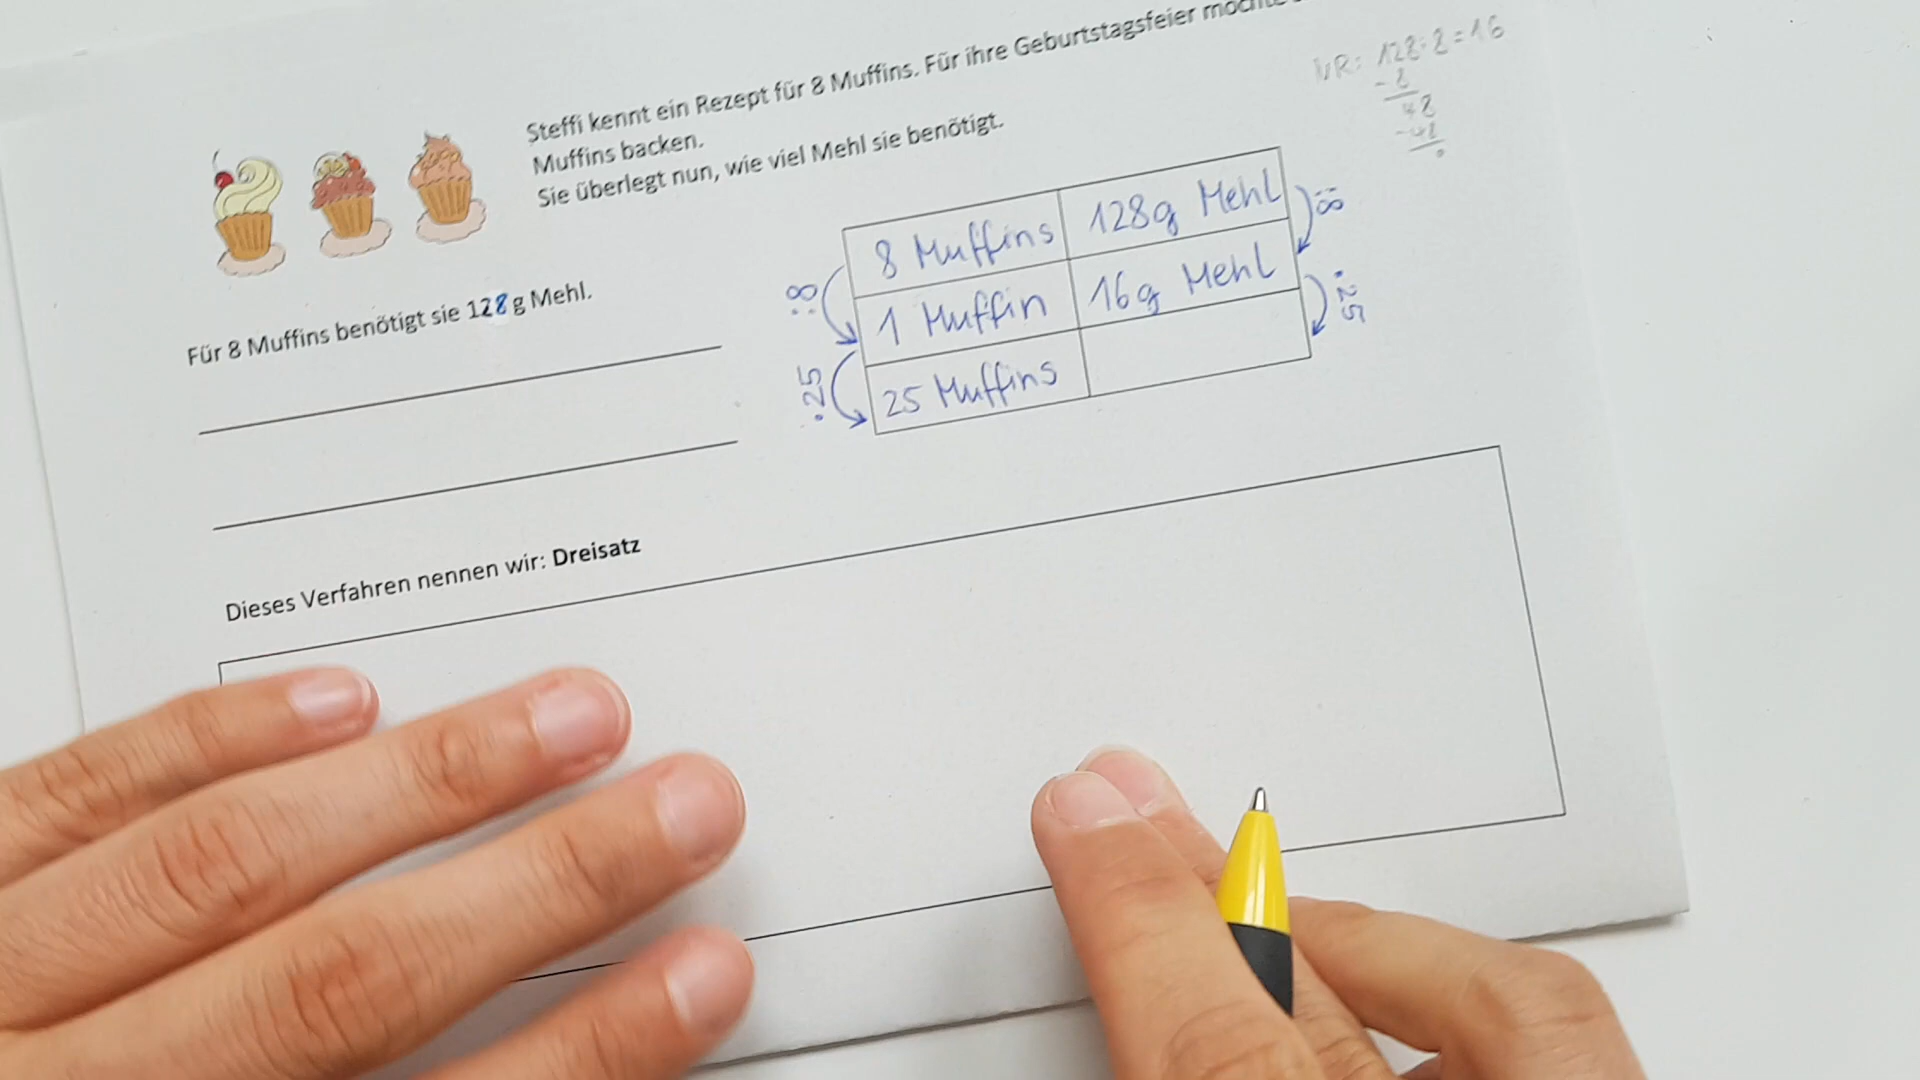 Steffi kennt ein Rezept für 8 Muffins. Für ihre Geburtstagsfeier möchte
Muffins backen.
Sie überlegt nun, wie viel Mehl sie benötigt.
NR: 128:8=16
-8
48
-48
0
8 Muffins 128g Mehl
:8 :8
1 Muffin 16g Mehl
·25 ·25
25 Muffins
Für 8 Muffins benötigt sie 128 g Mehl.
Dieses Verfahren nennen wir: Dreisatz